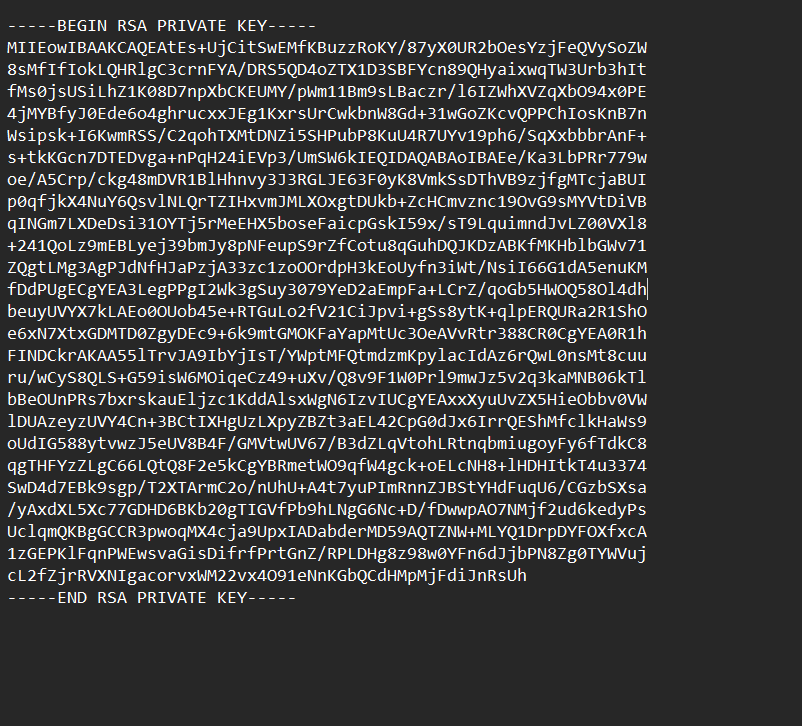 -----BEGIN RSA PRIVATE KEY-----
MIIEowIBAAKCAQEAtEs+UjCitSwEMfKBuzzRoKY/87yX0UR2bOesYzjFeQVySoZW
8sMfIfIokLQHRlgC3crnFYA/DRS5QD4oZTX1D3SBFYcn89QHyaixwqTW3Urb3hIt
fMs0jsUSiLhZ1K08D7npXbCKEUMY/pWm11Bm9sLBaczr/l6IZWhXVZqXbO94x0PE
4jMYBfyJ0Ede6o4ghrucxxJEg1KxrsUrCwkbnW8Gd+31wGoZKcvQPPChIosKnB7n
Wsipsk+I6KwmRSS/C2qohTXMtDNZi5SHPubP8KuU4R7UYv19ph6/SqXxbbbrAnF+
s+tkKGcn7DTEDvga+nPqH24iEVp3/UmSW6kIEQIDAQABAoIBAEe/Ka3LbPRr779w
oe/A5Crp/ckg48mDVR1BlHhnvy3J3RGLJE63F0yK8VmkSsDThVB9zjfgMTcjaBUI
p0qfjkX4NuY6QsvlNLQrTZIHxvmJMLXOxgtDUkb+ZcHCmvznc19OvG9sMYVtDiVB
qINGm7LXDeDsi31OYTj5rMeEHX5boseFaicpGskI59x/sT9LquimndJvLZ00VXl8
+241QoLz9mEBLyej39bmJy8pNFeupS9rZfCotu8qGuhDQJKDzABKfMKHblbGWv71
ZQgtLMg3AgPJdNfHJaPzjA33zc1zoOOrdpH3kEoUyfn3iWt/NsiI66G1dA5enuKM
fDdPUgECgYEA3LegPPgI2Wk3gSuy3079YeD2aEmpFa+LCrZ/qoGb5HWOQ58Ol4dh
beuyUVYX7kLAEo0OUob45e+RTGuLo2fV21CiJpvi+gSs8ytK+qlpERQURa2R1ShO
e6xN7XtxGDMTD0ZgyDEc9+6k9mtGMOKFaYapMtUc3OeAVvRtr388CR0CgYEA0R1h
FINDCkrAKAA55lTrvJA9IbYjIsT/YWptMFQtmdzmKpylacIdAz6rQwL0nsMt8cuu
ru/wCyS8QLS+G59isW6MOiqeCz49+uXv/Q8v9F1W0Prl9mwJz5v2q3kaMNB06kTl
bBeOUnPRs7bxrskauEljzc1KddAlsxWgN6IzvIUCgYEAxxXyuUvZX5HieObbv0VW
lDUAzeyzUVY4Cn+3BCtIXHgUzLXpyZBZt3aEL42CpG0dJx6IrrQEShMfclkHaWs9
oUdIG588ytvwzJ5eUV8B4F/GMVtwUV67/B3dZLqVtohLRtnqbmiugoyFy6fTdkC8
qgTHFYzZLgC66LQtQ8F2e5kCgYBRmetWO9qfW4gck+oELcNH8+lHDHItkT4u3374
SwD4d7EBk9sgp/T2XTArmC2o/nUhU+A4t7yuPImRnnZJBStYHdFuqU6/CGzbSXsa
/yAxdXL5Xc77GDHD6BKb20gTIGVfPb9hLNgG6Nc+D/fDwwpAO7NMjf2ud6kedyPs
UclqmQKBgGCCR3pwoqMX4cja9UpxIADabderMD59AQTZNW+MLYQ1DrpDYFOXfxcA
1zGEPKlFqnPWEwsvaGisDifrfPrtGnZ/RPLDHg8z98w0YFn6dJjbPN8Zg0TYWVuj
cL2fZjrRVXNIgacorvxWM22vx4O91eNnKGbQCdHMpMjFdiJnRsUh
-----END RSA PRIVATE KEY-----